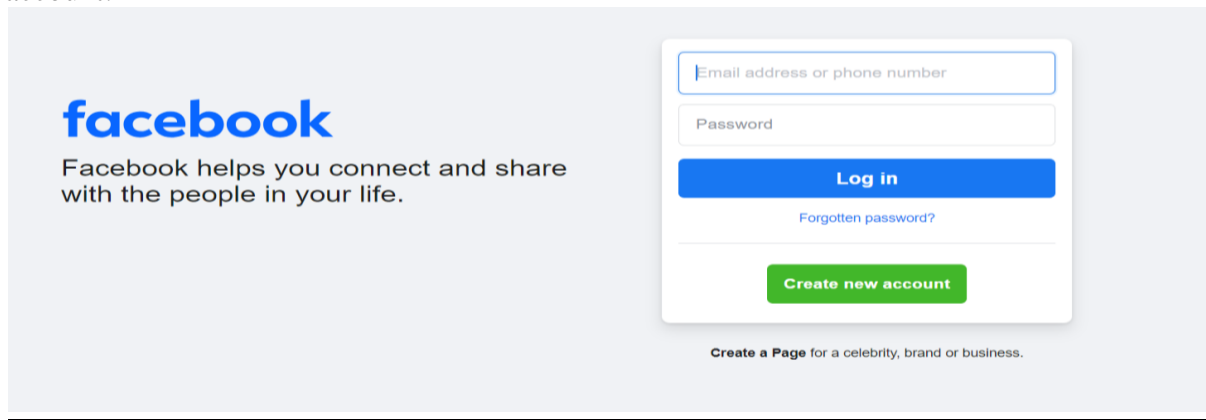 facebook
Facebook helps you connect and share
with the people in your life.
Email address or phone number
Password
Log in
Forgotten password?
Create new account
Create a Page for a celebrity, brand or business.